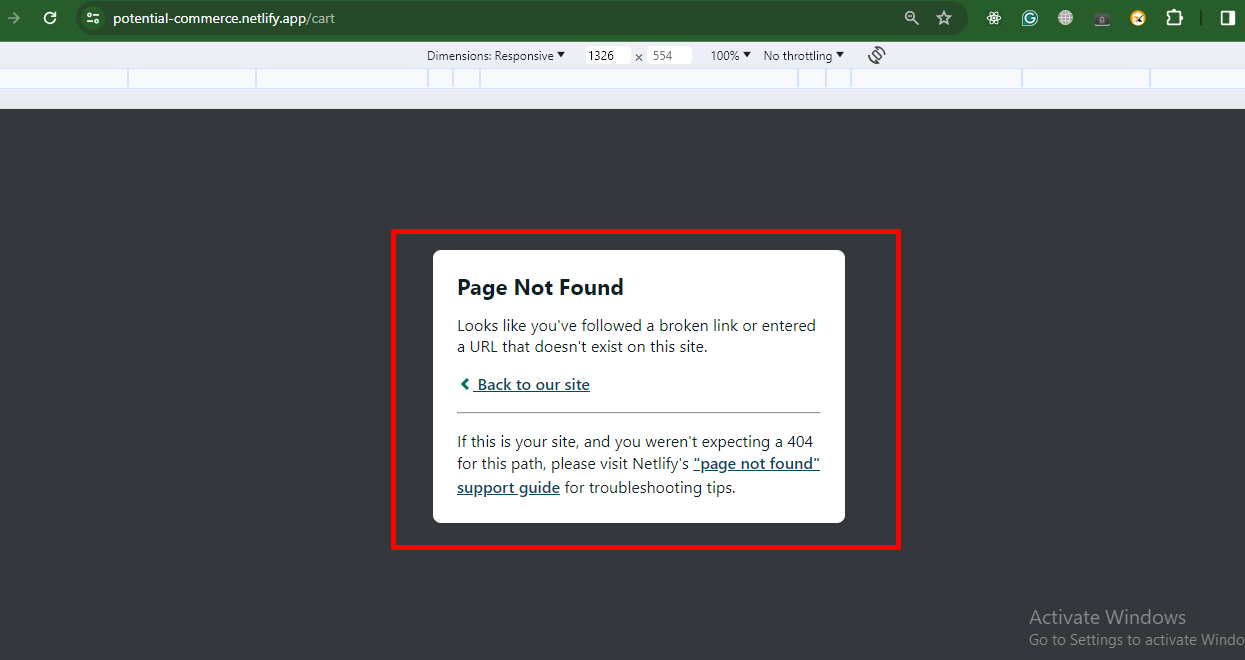 potential-commerce.netlify.app/cart
Dimensions: Responsive 1326 × 554 100% No throttling
Page Not Found
Looks like you've followed a broken link or entered
a URL that doesn't exist on this site.
Back to our site
If this is your site, and you weren't expecting a 404
for this path, please visit Netlify's "page not found"
support guide for troubleshooting tips.
Activate Windows
Go to Settings to activate Windo